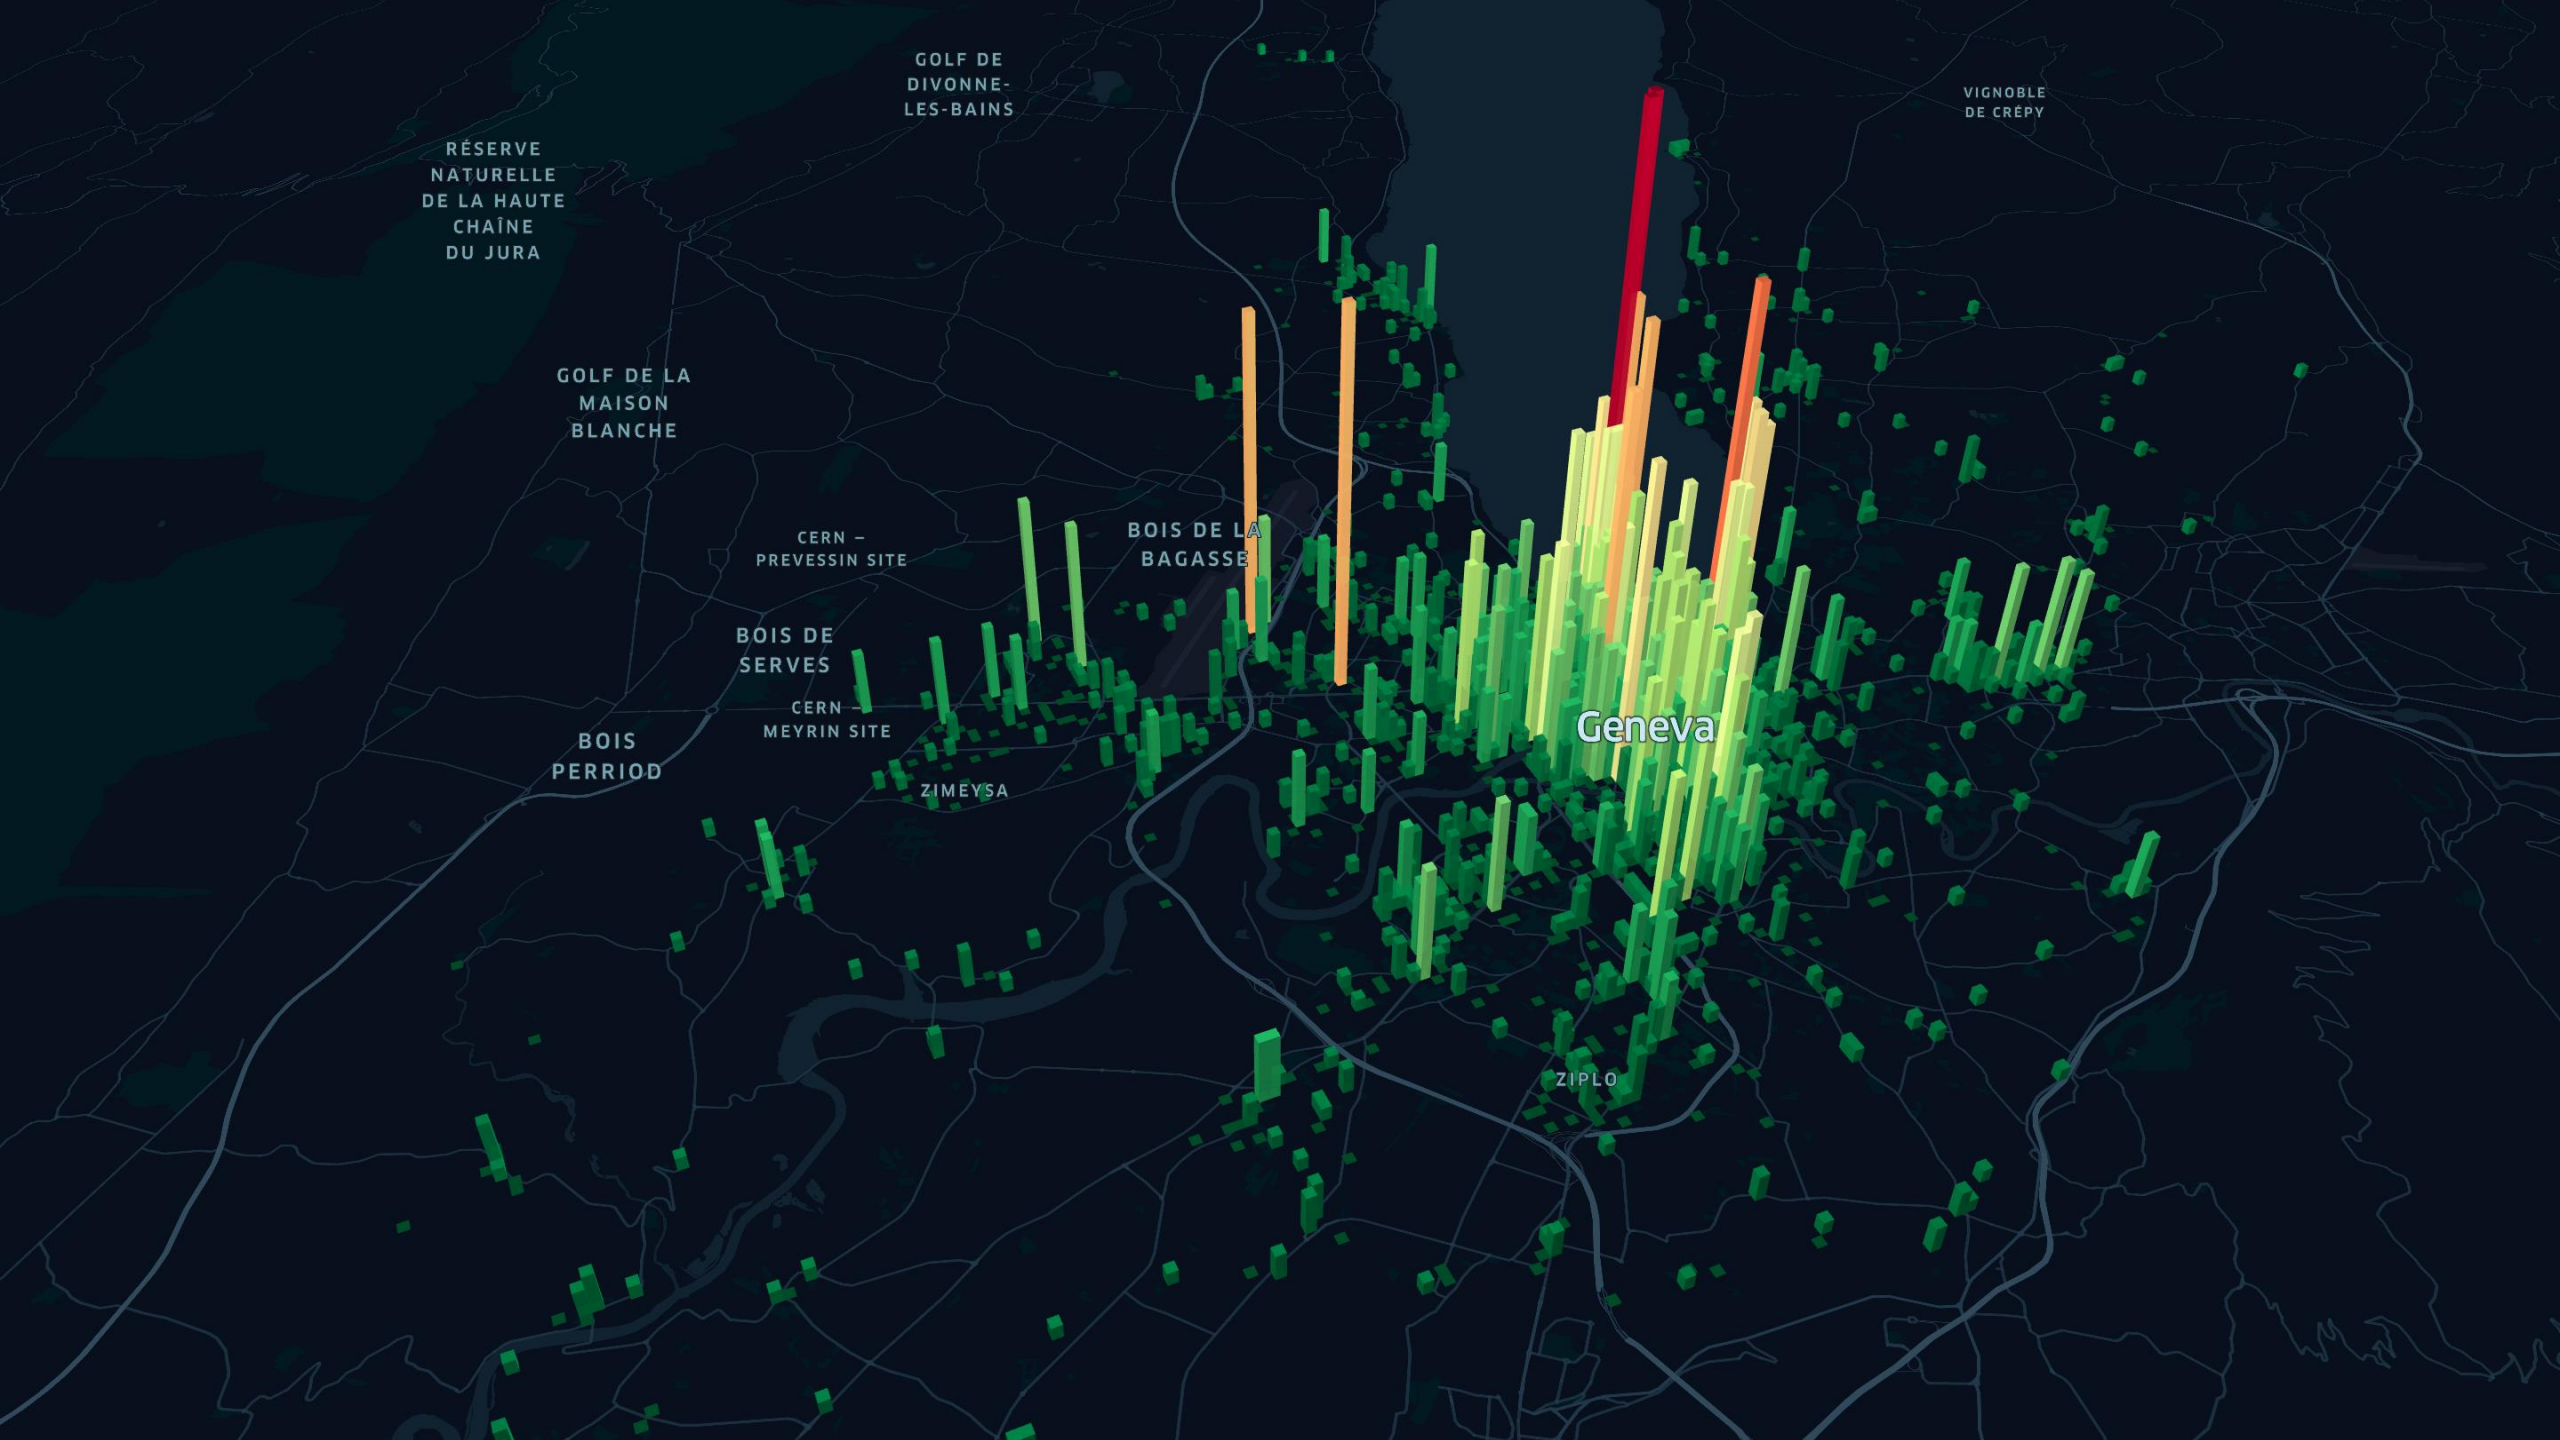 GOLF DE
DIVONNE-
LES-BAINS
VIGNOBLE
DE CRÉPY
RÉSERVE
NATURELLE
DE LA HAUTE
CHAÎNE
DU JURA
GOLF DE LA
MAISON
BLANCHE
CERN –
PREVESSIN SITE
BOIS DE LA
BAGASSE
BOIS DE
SERVES
CERN –
MEYRIN SITE
BOIS
PERRIOD
ZIMEYSA
Geneva
ZIPLO